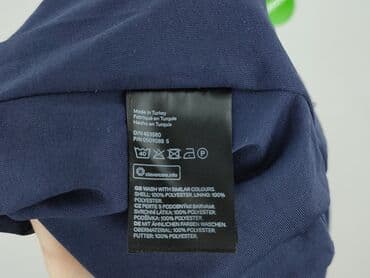 Made in Turkey
Fabriqué en Turquie
Hecho en Turquía
40
P
clevercare.info
GB WASH WITH SIMILAR COLOURS.
SHELL: 100% POLYESTER, LINING: 100%
POLYESTER.
CZ PERTE S PODOBNÝMI BARVAMI.
SVRCHNÍ LÁTKA: 100% POLYESTER,
PODŠÍVKA: 100% POLYESTER.
DE MIT ÄHNLICHEN FARBEN WASCHEN.
OBERMATERIAL: 100% POLYESTER,
FUTTER: 100% POLYESTER.